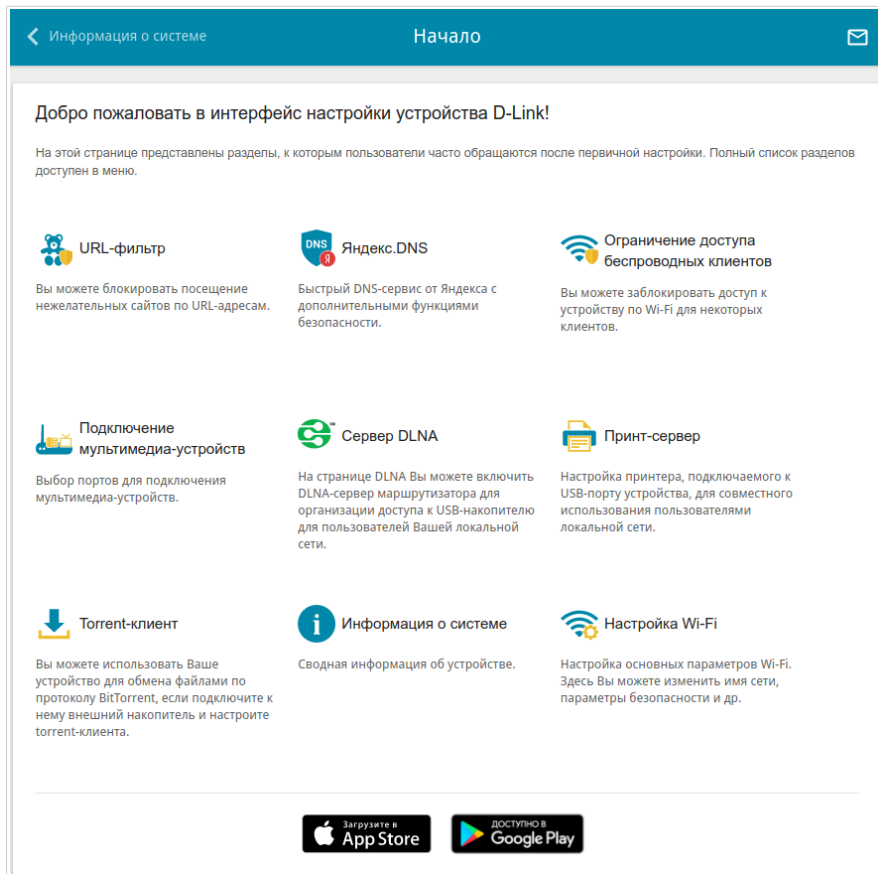 Информация о системе
Начало
Добро пожаловать в интерфейс настройки устройства D-Link!
На этой странице представлены разделы, к которым пользователи часто обращаются после первичной настройки. Полный список разделов
доступен в меню.
URL-фильтр
Вы можете блокировать посещение
нежелательных сайтов по URL-адресам.
DNS
Я
Яндекс.DNS
Быстрый DNS-сервис от Яндекса с
дополнительными функциями
безопасности.
Ограничение доступа
беспроводных клиентов
Вы можете заблокировать доступ к
устройству по Wi-Fi для некоторых
клиентов.
Подключение
мультимедиа-устройств
Выбор портов для подключения
мультимедиа-устройств.
Сервер DLNA
На странице DLNA Вы можете включить
DLNA-сервер маршрутизатора для
организации доступа к USB-накопителю
для пользователей Вашей локальной
сети.
Принт-сервер
Настройка принтера, подключаемого к
USB-порту устройства, для совместного
использования пользователями
локальной сети.
Torrent-клиент
Вы можете использовать Ваше
устройство для обмена файлами по
протоколу BitTorrent, если подключите к
нему внешний накопитель и настроите
torrent-клиента.
Информация о системе
Сводная информация об устройстве.
Настройка Wi-Fi
Настройка основных параметров Wi-Fi.
Здесь Вы можете изменить имя сети,
параметры безопасности и др.
Загрузите в
App Store
ДОСТУПНО В
Google Play